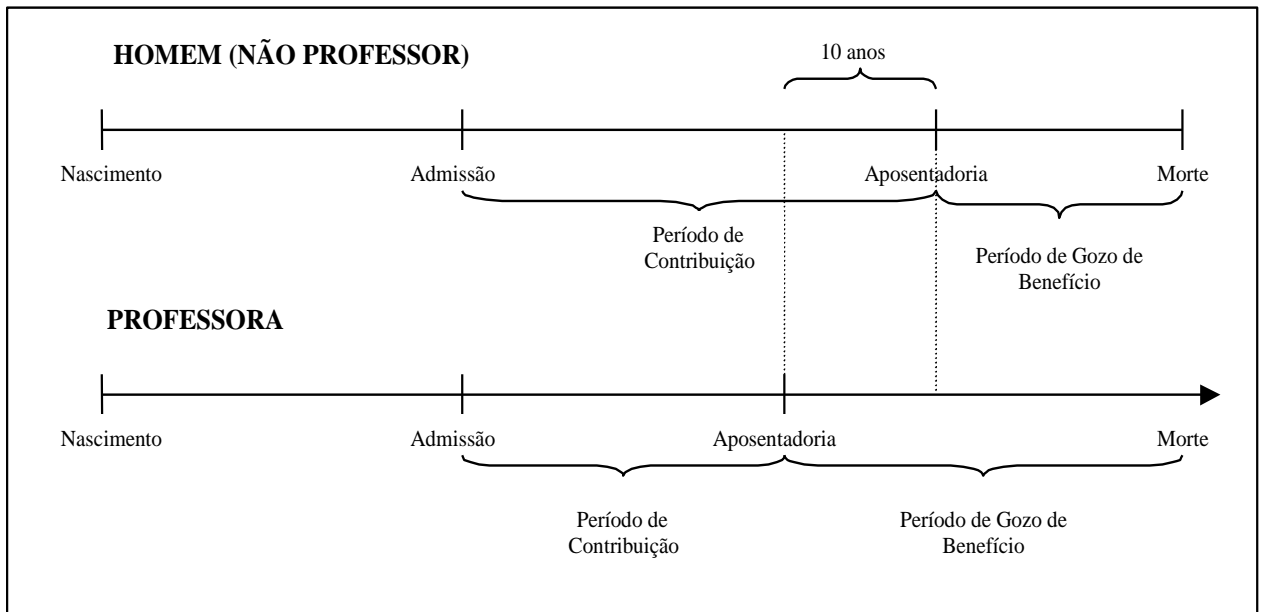 HOMEM (NÃO PROFESSOR)
10 anos
Nascimento
Admissão
Aposentadoria
Morte
Período de
Contribuição
Período de Gozo de
Benefício
PROFESSORA
Nascimento
Admissão
Aposentadoria
Morte
Período de
Contribuição
Período de Gozo de
Benefício